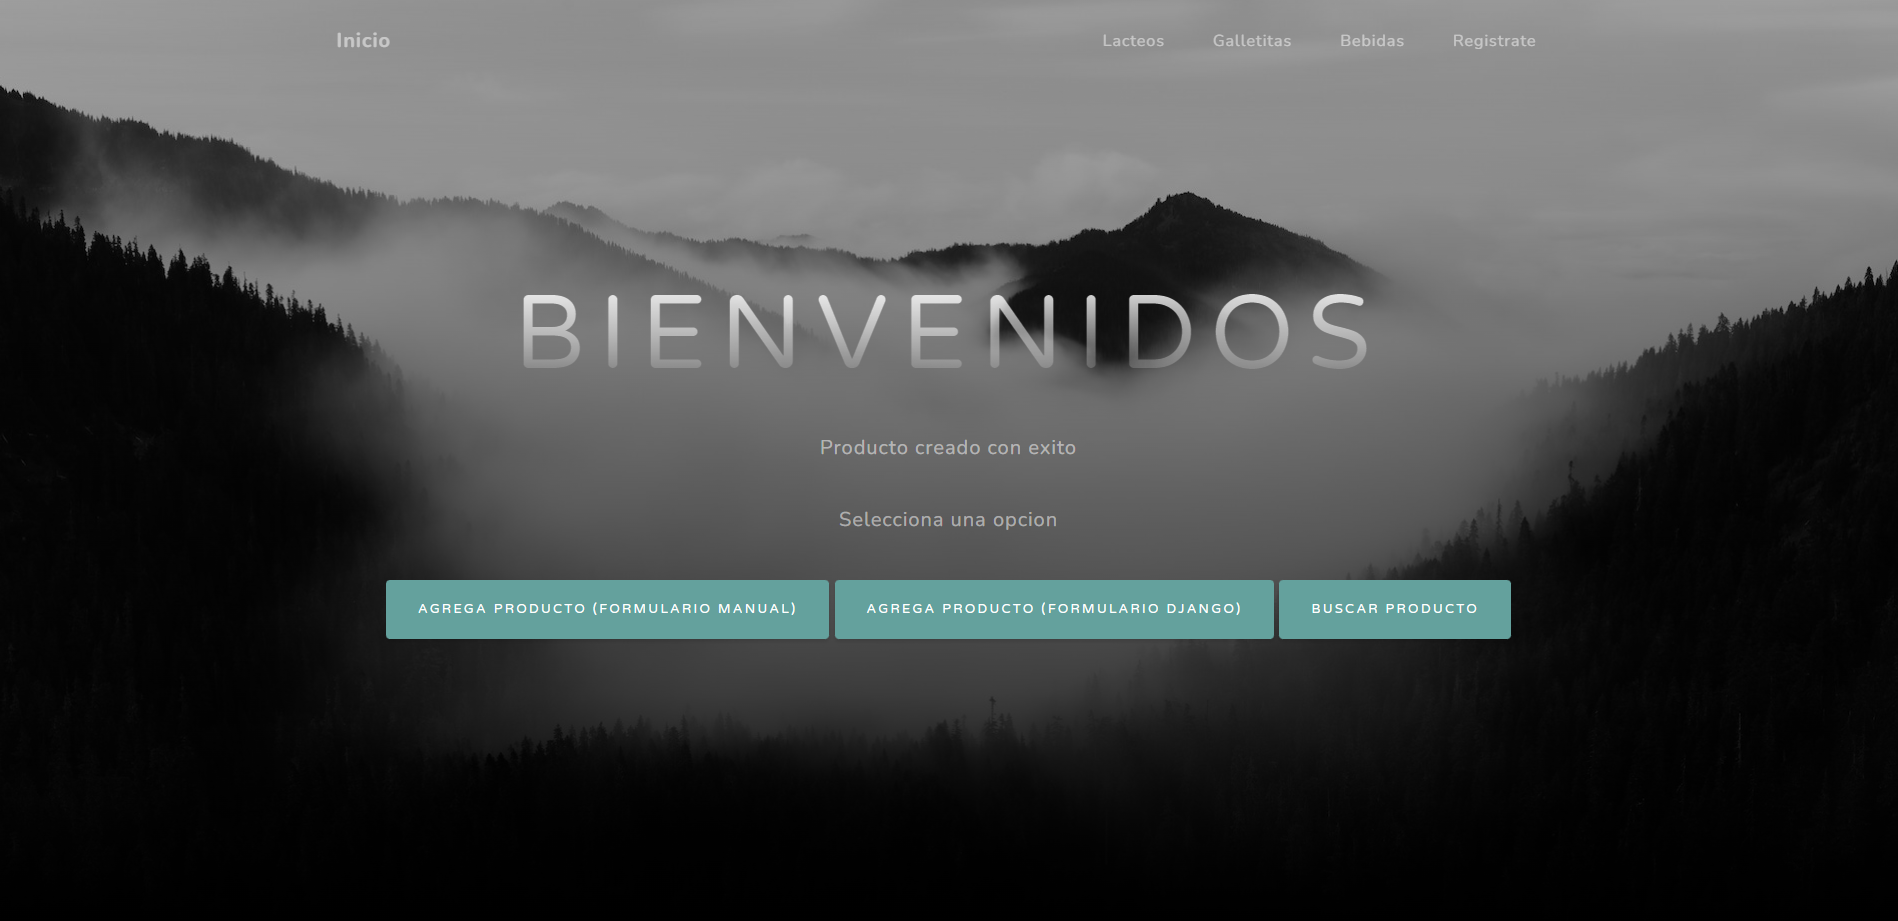 Inicio Lacteos Galletitas Bebidas Registrate
BIENVENIDOS
Producto creado con exito
Selecciona una opcion
AGREGA PRODUCTO (FORMULARIO MANUAL) AGREGA PRODUCTO (FORMULARIO DJANGO) BUSCAR PRODUCTO